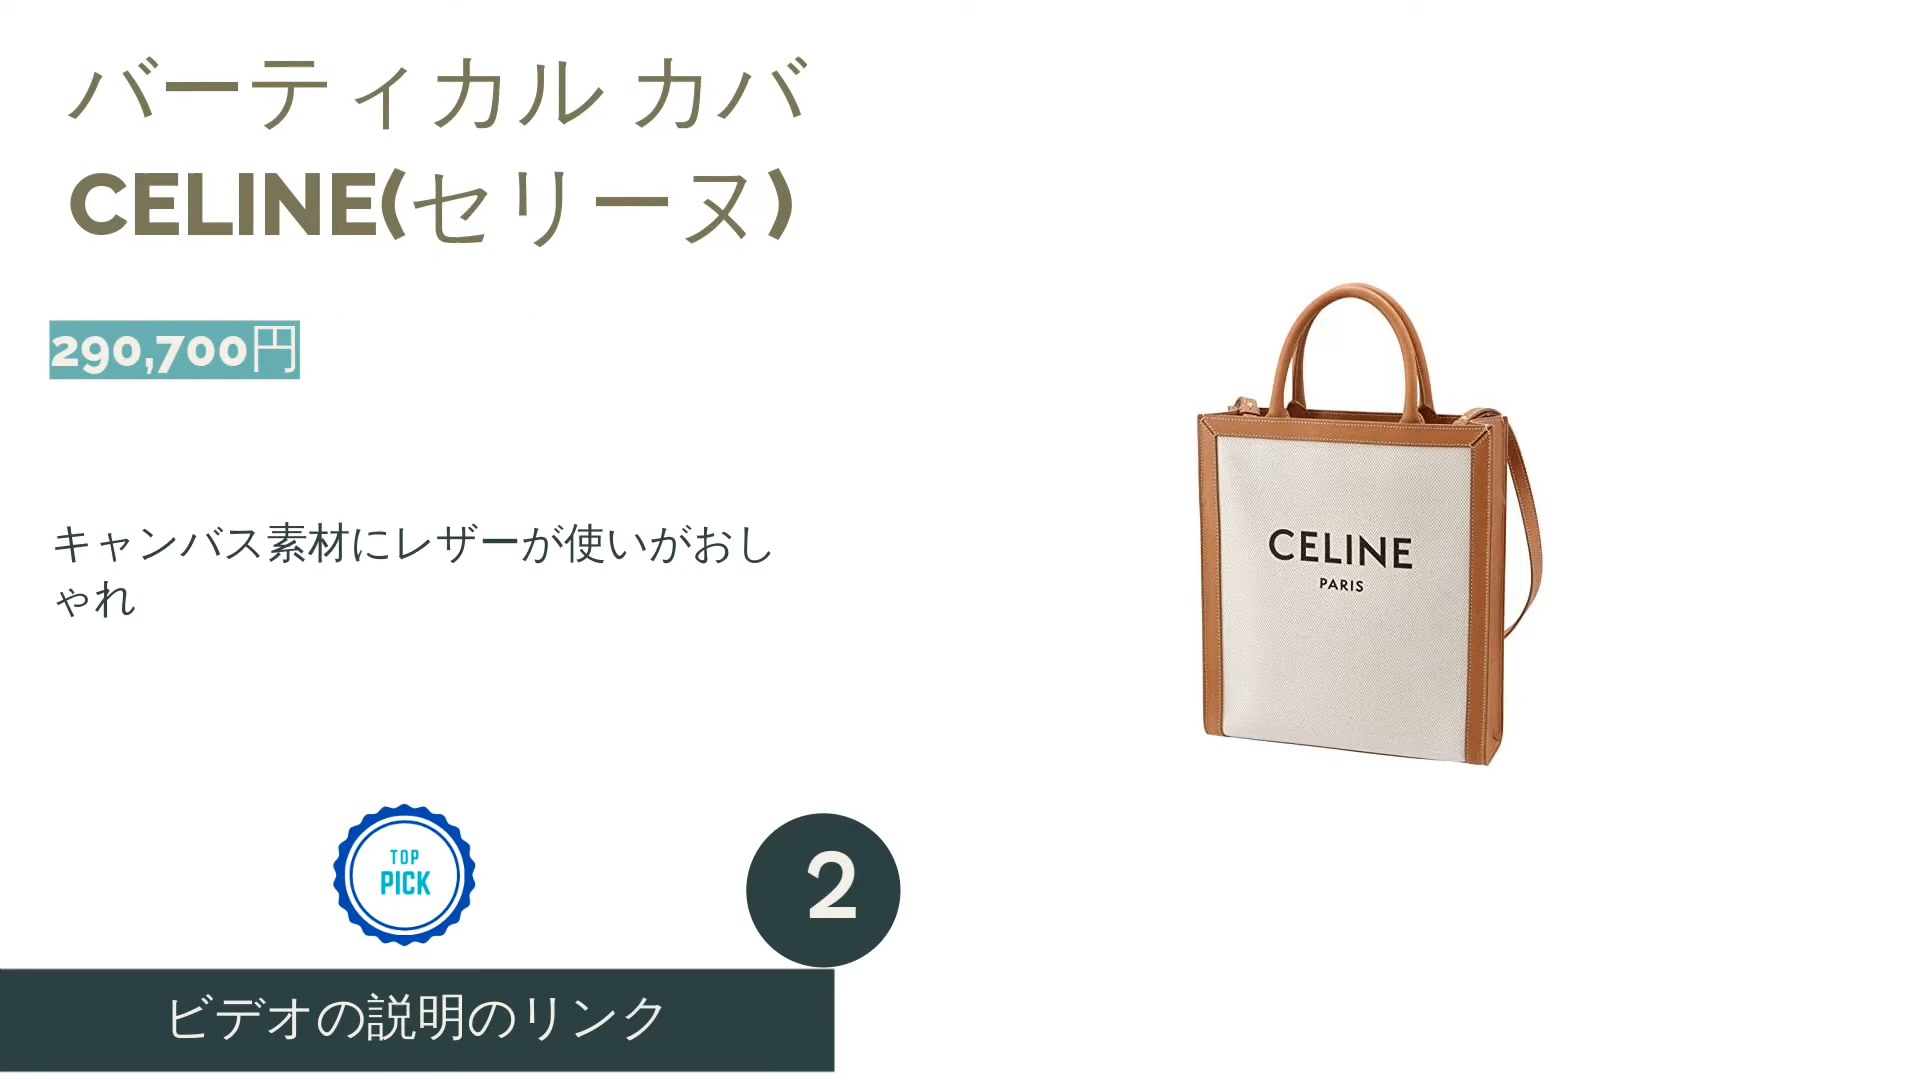 バーティカル カバ
CELINE(セリーヌ)
290,700円
キャンバス素材にレザーが使いがおし
ゃれ
CELINE
PARIS
TOP
PICK
2
ビデオの説明のリンク